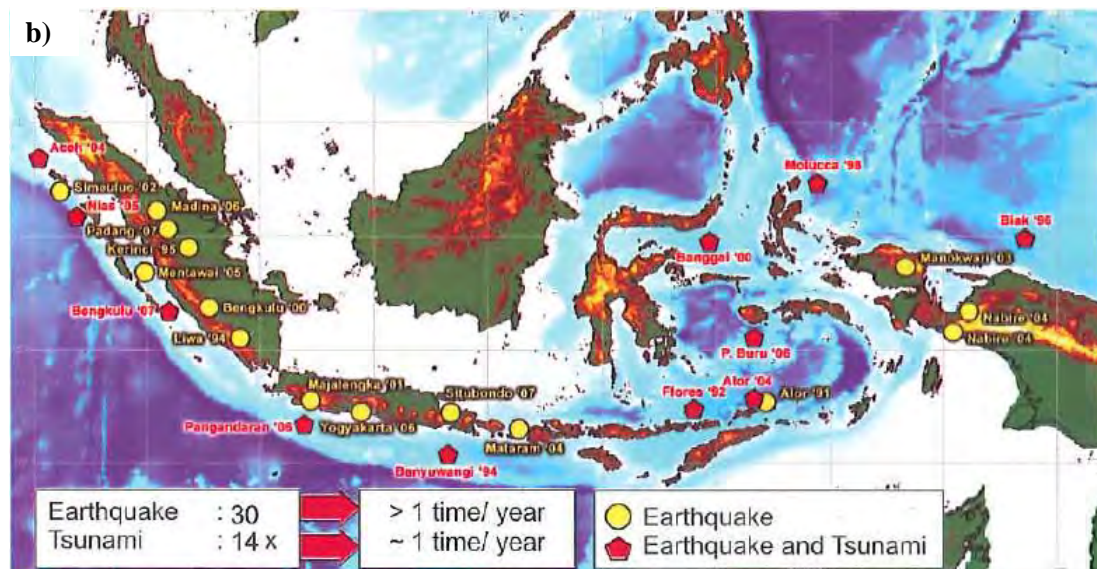 b)
Aceh '04
Molucca '98
Simeulue '02
Nias '05
Madina '06
Padang '07
Kerinci '95
Biak '96
Banggai '00
Manokwari '03
Mentawai '05
Bengkulu '07
Bengkulu '00
Nabire '04
Liwa '94
Nabire '04
P. Buru '06
Majalengka '01
Situbondo '07
Flores '92
Alor '04
Alor '91
Pangandaran '06
Yogyakarta '06
Mataram '04
Banyuwangi '94
Earthquake : 30
Tsunami : 14 x
> 1 time/ year
~ 1 time/ year
Earthquake
Earthquake and Tsunami